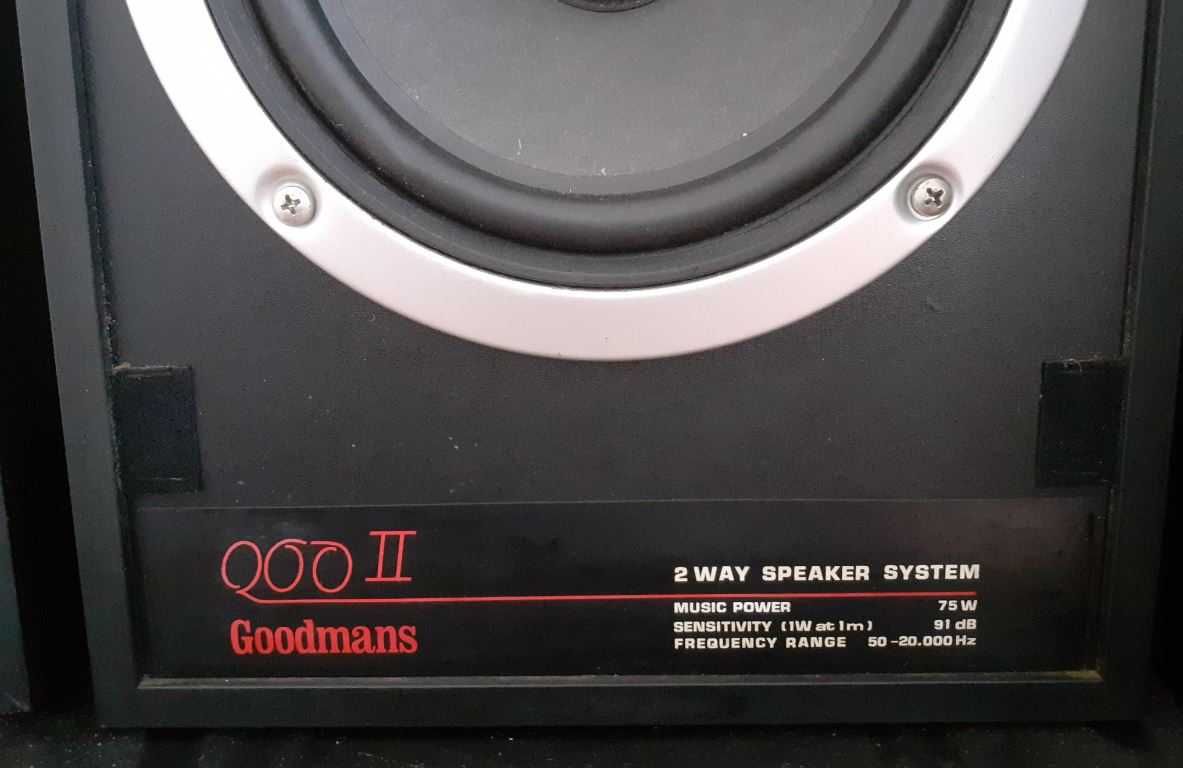 QOO II
Goodmans
2 WAY SPEAKER SYSTEM
MUSIC POWER 75 W
SENSITIVITY (1W at 1m) 91 dB
FREQUENCY RANGE 50-20.000 Hz